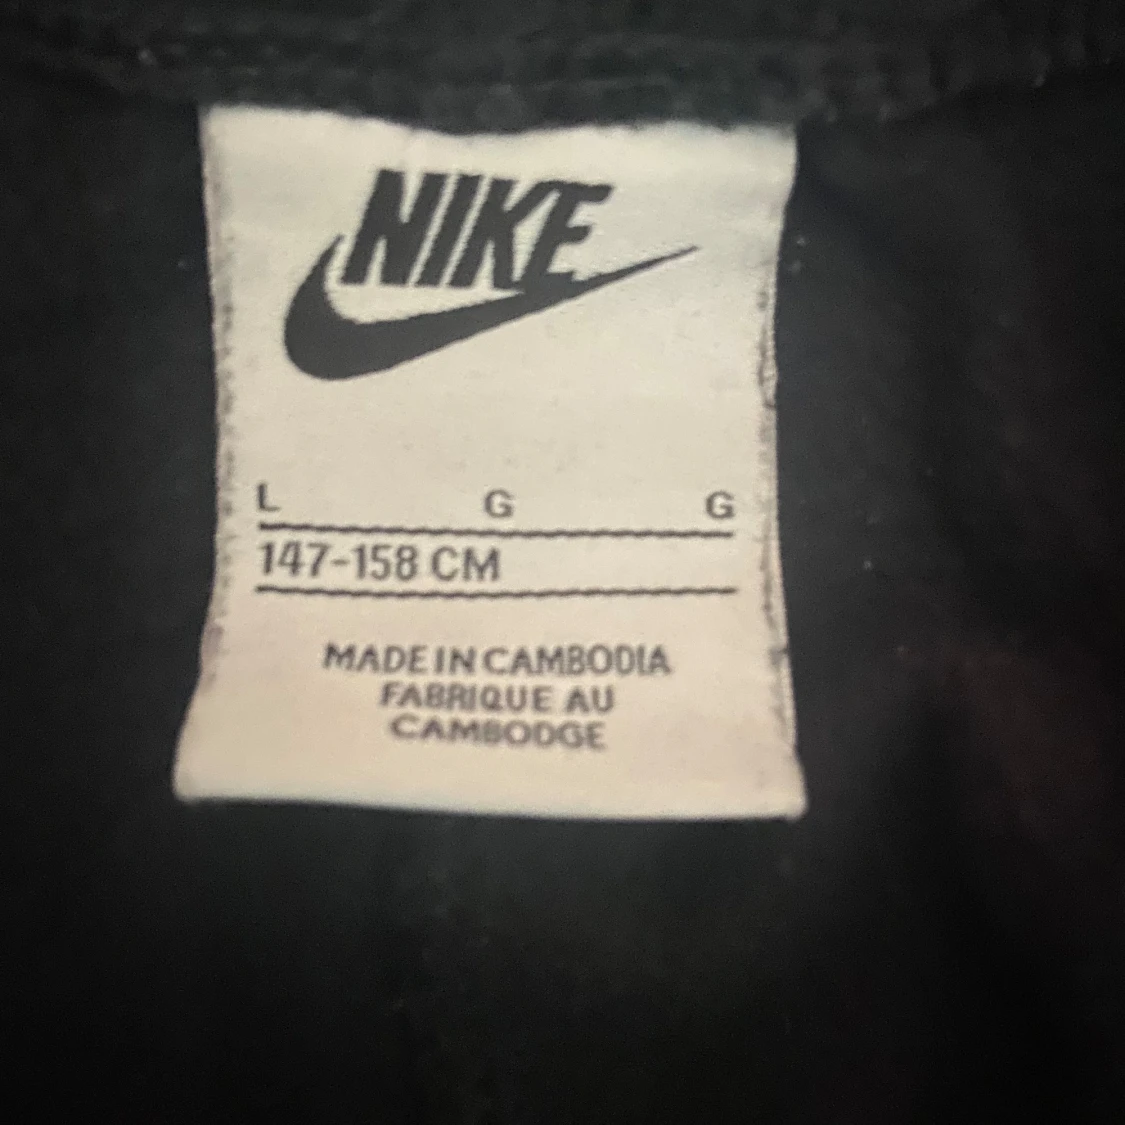 NIKE
L G G
147-158 CM
MADE IN CAMBODIA
FABRIQUE AU
CAMBODGE